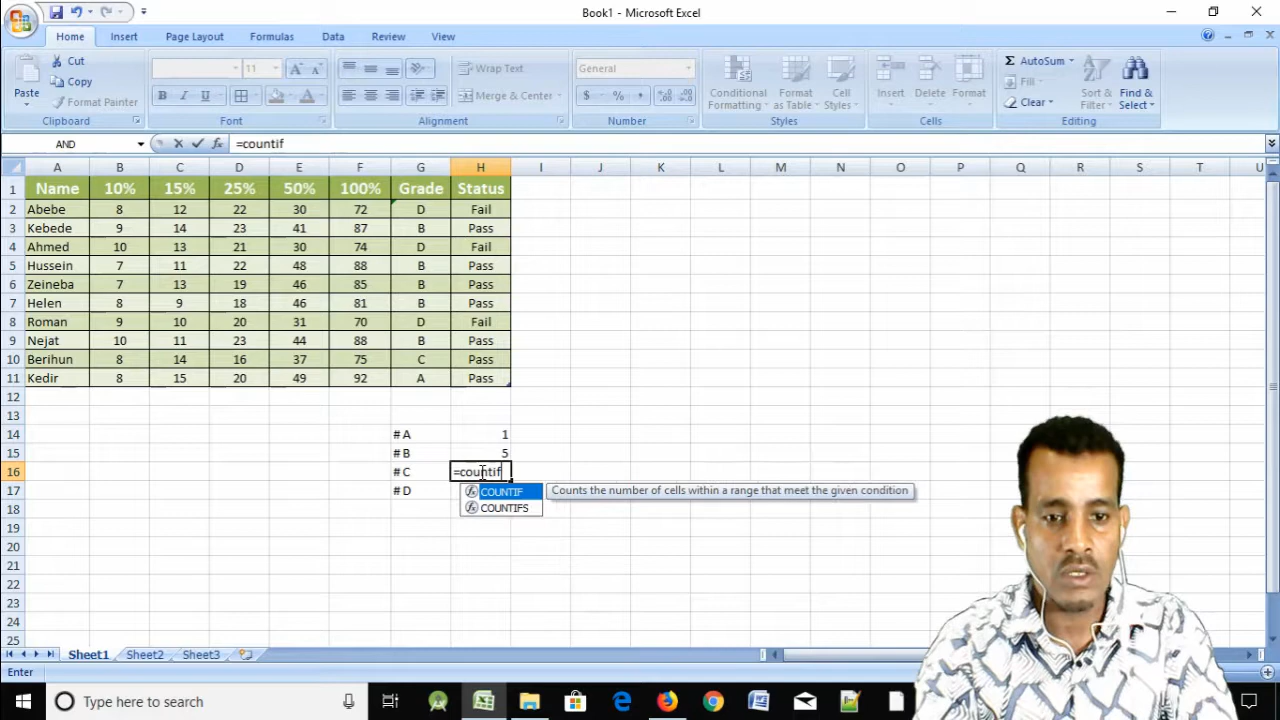 Book1 - Microsoft Excel
Home Insert Page Layout Formulas Data Review View
Paste
Cut
Copy
Format Painter
Clipboard
11
B I U
Font
Wrap Text
Merge & Center
Alignment
General
$ % ,
Number
Conditional Formatting
Format as Table
Cell Styles
Styles
Insert Delete Format
Cells
Σ AutoSum
Fill
Clear
Sort & Filter
Find & Select
Editing
AND =countif
A B C D E F G H I J K L M N O P Q R S T U
1 Name 10% 15% 25% 50% 100% Grade Status
2 Abebe 8 12 22 30 72 D Fail
3 Kebede 9 14 23 41 87 B Pass
4 Ahmed 10 13 21 30 74 D Fail
5 Hussein 7 11 22 48 88 B Pass
6 Zeineba 7 13 19 46 85 B Pass
7 Helen 8 9 18 46 81 B Pass
8 Roman 9 10 20 31 70 D Fail
9 Nejat 10 11 23 44 88 B Pass
10 Berihun 8 14 16 37 75 C Pass
11 Kedir 8 15 20 49 92 A Pass
12
13
14 # A 1
15 # B 5
16 # C =countif
17 # D
COUNTIF Counts the number of cells within a range that meet the given condition
18
COUNTIFS
19
20
21
22
23
24
25
Sheet1 Sheet2 Sheet3
Enter
Type here to search